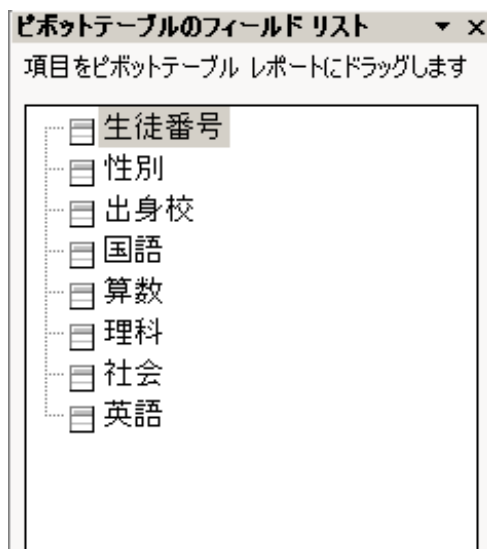 ピボットテーブルのフィールド リスト
項目をピボットテーブル レポートにドラッグします
生徒番号
性別
出身校
国語
算数
理科
社会
英語